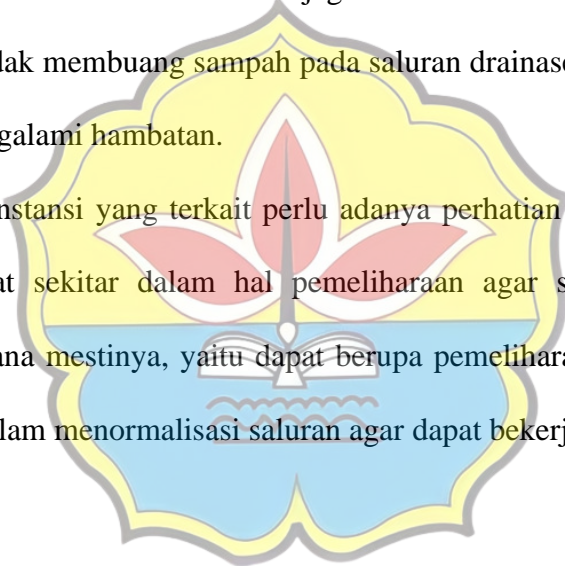 dak membuang sampah pada saluran drainase
galami hambatan.
nstansi yang terkait perlu adanya perhatian
at sekitar dalam hal pemeliharaan agar s
ana mestinya, yaitu dapat berupa pemelihara
lam menormalisasi saluran agar dapat bekerj